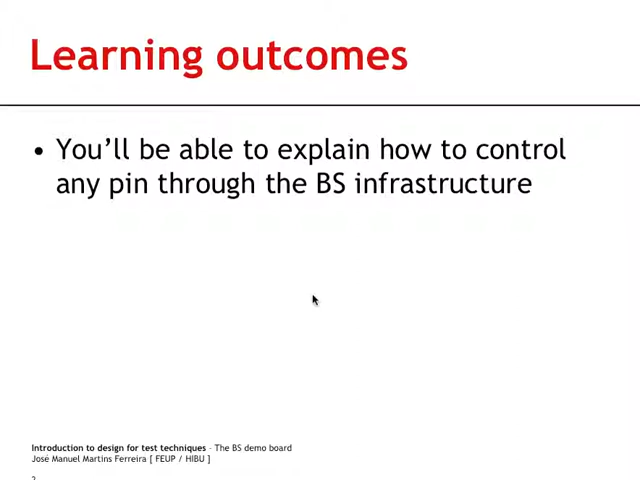 Learning outcomes
• You'll be able to explain how to control
any pin through the BS infrastructure
Introduction to design for test techniques – The BS demo board
José Manuel Martins Ferreira [ FEUP / HIBU ]
2